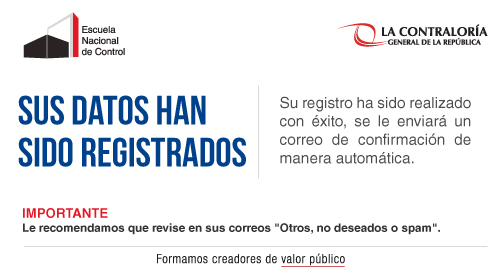 Escuela
Nacional
de Control
LA CONTRALORÍA
GENERAL DE LA REPÚBLICA
SUS DATOS HAN
SIDO REGISTRADOS
Su registro ha sido realizado
con éxito, se le enviará un
correo de confirmación de
manera automática.
IMPORTANTE
Le recomendamos que revise en sus correos "Otros, no deseados o spam".
Formamos creadores de valor público